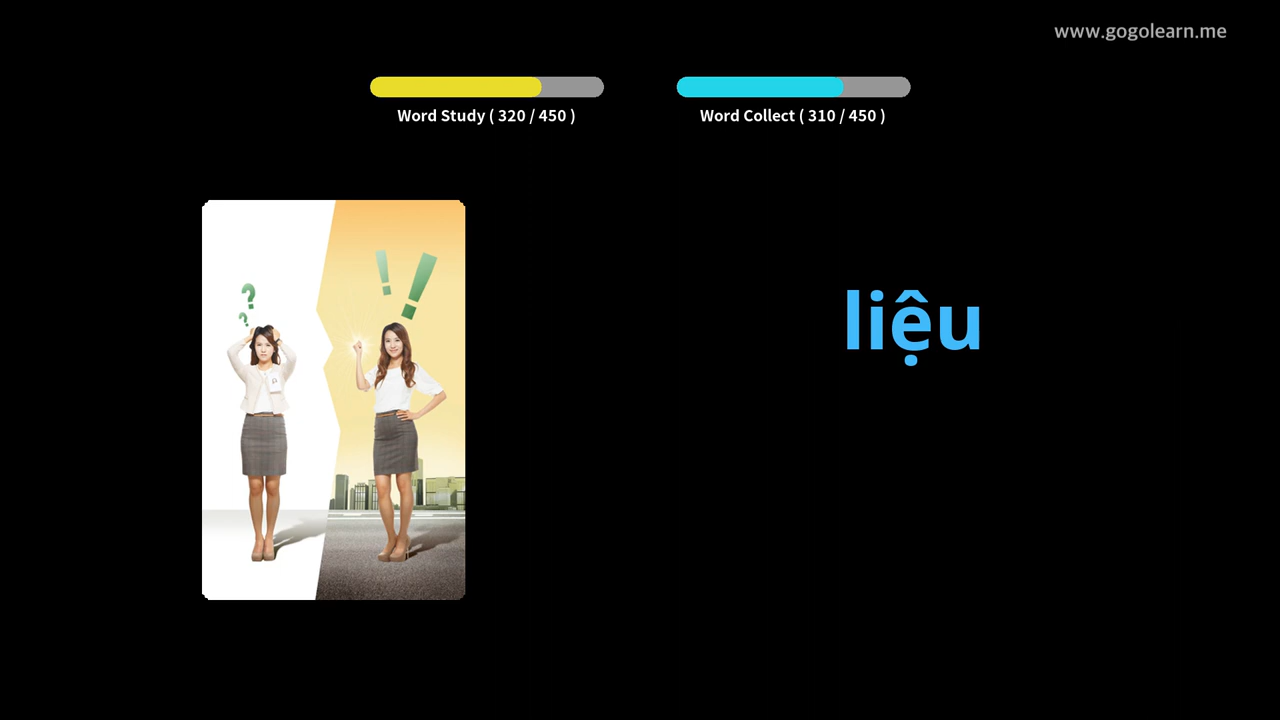 www.gogolearn.me
Word Study ( 320 / 450 )
Word Collect ( 310 / 450 )
? ?
! !
liệu